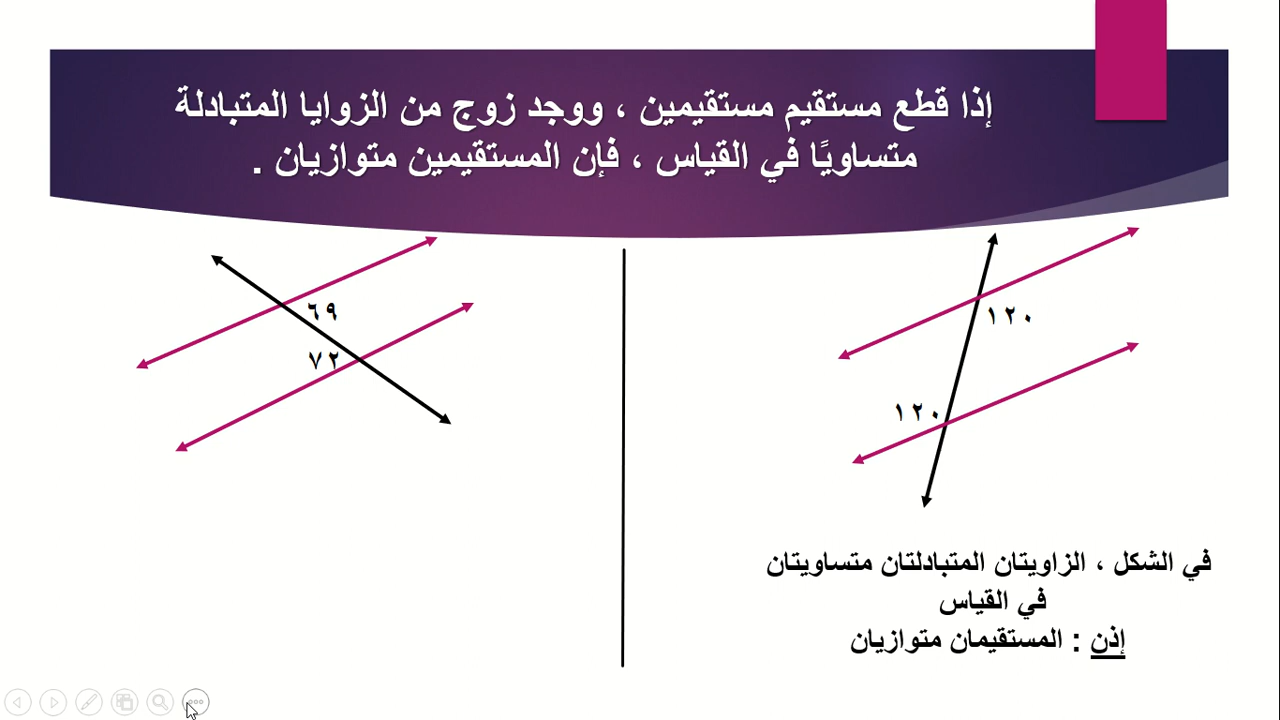 إذا قطع مستقيم مستقيمين ، ووجد زوج من الزوايا المتبادلة
متساويًا في القياس ، فإن المستقيمين متوازيان .
١٢٠
١٢٠
في الشكل ، الزاويتان المتبادلتان متساويتان
في القياس
إذن : المستقيمان متوازيان
٦٩
٧٢